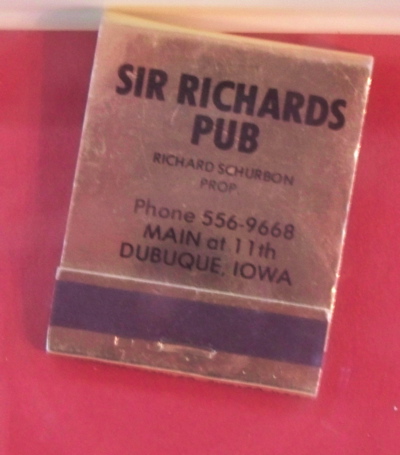 SIR RICHARDS
PUB
RICHARD SCHURBON
PROP.
Phone 556-9668
MAIN at 11th
DUBUQUE, IOWA